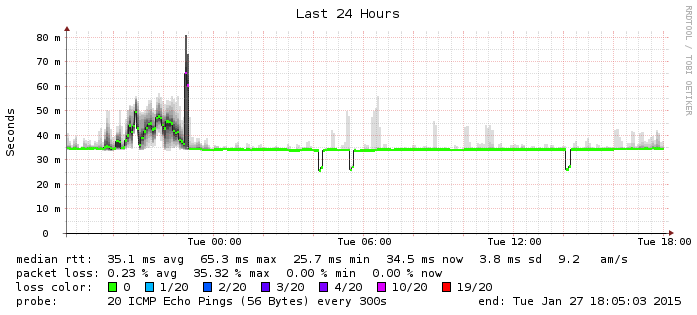 Last 24 Hours
RRDTOOL / TOBI OETIKER
80 m
70 m
60 m
50 m
40 m
30 m
20 m
10 m
0
Seconds
Tue 00:00 Tue 06:00 Tue 12:00 Tue 18:00
median rtt: 35.1 ms avg 65.3 ms max 25.7 ms min 34.5 ms now 3.8 ms sd 9.2 am/s
packet loss: 0.23 % avg 35.32 % max 0.00 % min 0.00 % now
loss color: 0 1/20 2/20 3/20 4/20 10/20 19/20
probe: 20 ICMP Echo Pings (56 Bytes) every 300s end: Tue Jan 27 18:05:03 2015